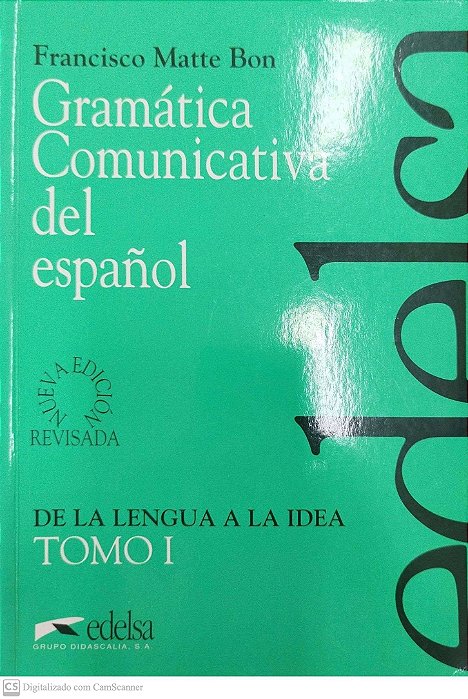 Francisco Matte Bon
Gramática
Comunicativa
del
español
NUEVA EDICIÓN
REVISADA
DE LA LENGUA A LA IDEA
TOMO I
edelsa
GRUPO DIDASCALIA, S.A.
edelsa
CS Digitalizado com CamScanner